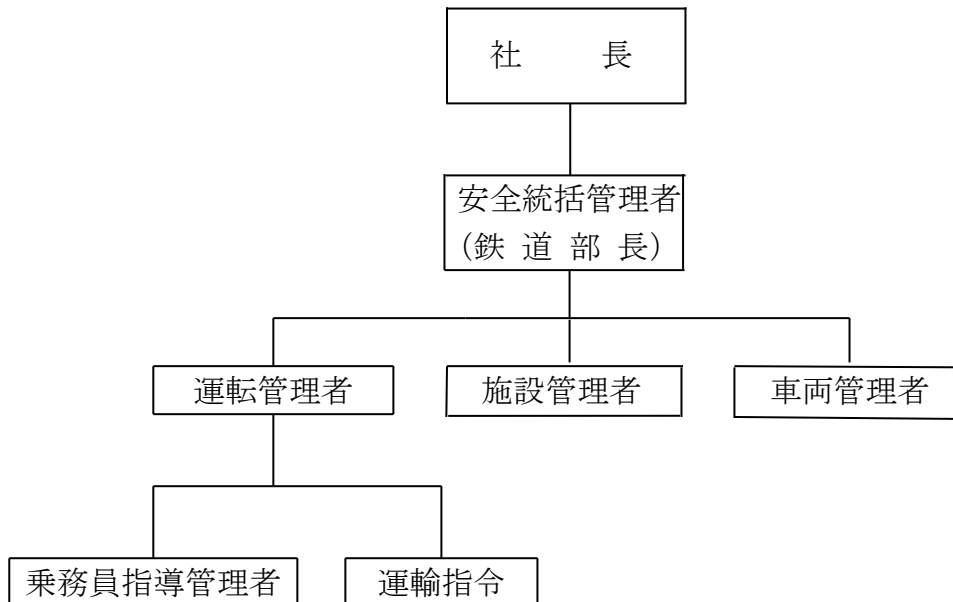 社　　　長
安全統括管理者
(鉄 道 部 長)
運転管理者
施設管理者
車両管理者
乗務員指導管理者
運輸指令